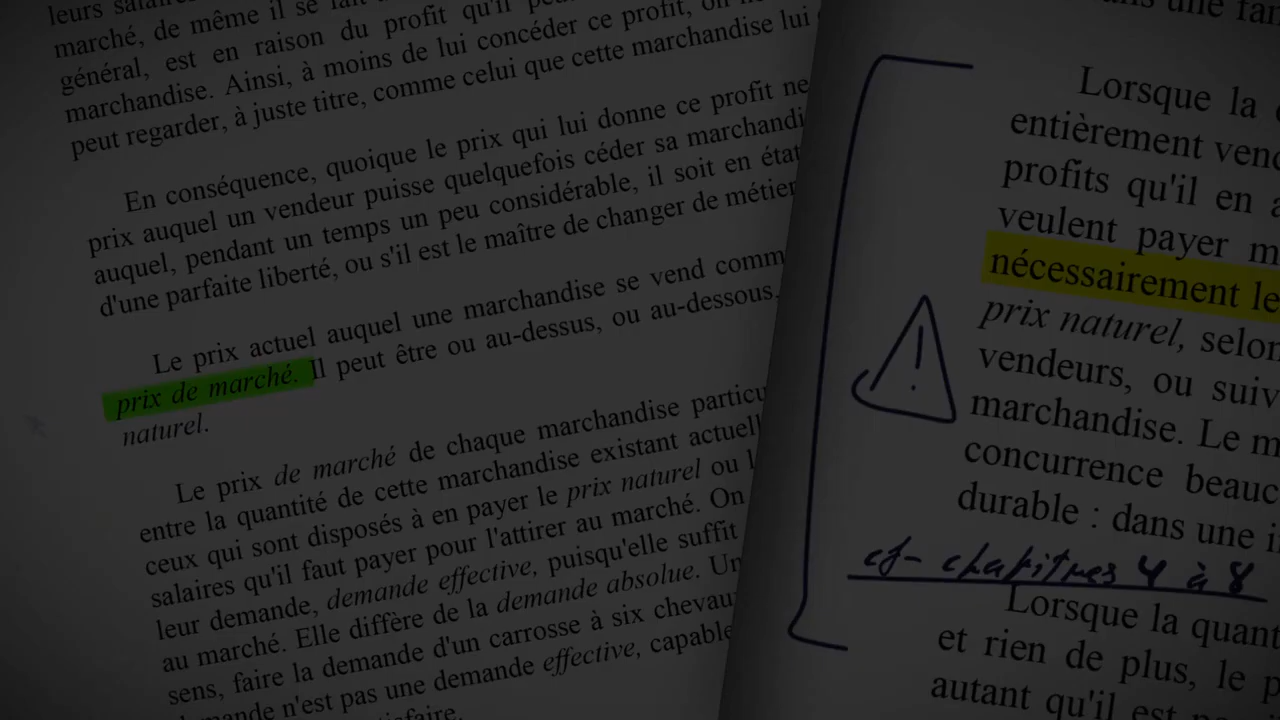 leurs salaires
marché, de même il se
général, est en raison du profit qu'il
marchandise. Ainsi, à moins de lui concéder ce profit, on
peut regarder, à juste titre, comme celui que cette marchandise lui
En conséquence, quoique le prix qui lui donne ce profit ne
prix auquel un vendeur puisse quelquefois céder sa marchandi
auquel, pendant un temps un peu considérable, il soit en état
d'une parfaite liberté, ou s'il est le maître de changer de métier
Le prix actuel auquel une marchandise se vend comm
prix de marché. Il peut être ou au-dessus, ou au-dessous,
naturel.
Le prix de marché de chaque marchandise particu
entre la quantité de cette marchandise existant actuell
ceux qui sont disposés à en payer le prix naturel ou l
salaires qu'il faut payer pour l'attirer au marché. On
leur demande, demande effective, puisqu'elle suffit
au marché. Elle diffère de la demande absolue. Un
sens, faire la demande d'un carrosse à six chevau
demande n'est pas une demande effective, capable
dans une
Lorsque la
entièrement vend
profits qu'il en a
veulent payer m
nécessairement le
prix naturel, selon
vendeurs, ou suiv
marchandise. Le m
concurrence beauc
durable : dans une i
cf- chapitres 4 à 8
Lorsque la quant
et rien de plus, le p
autant qu'il est